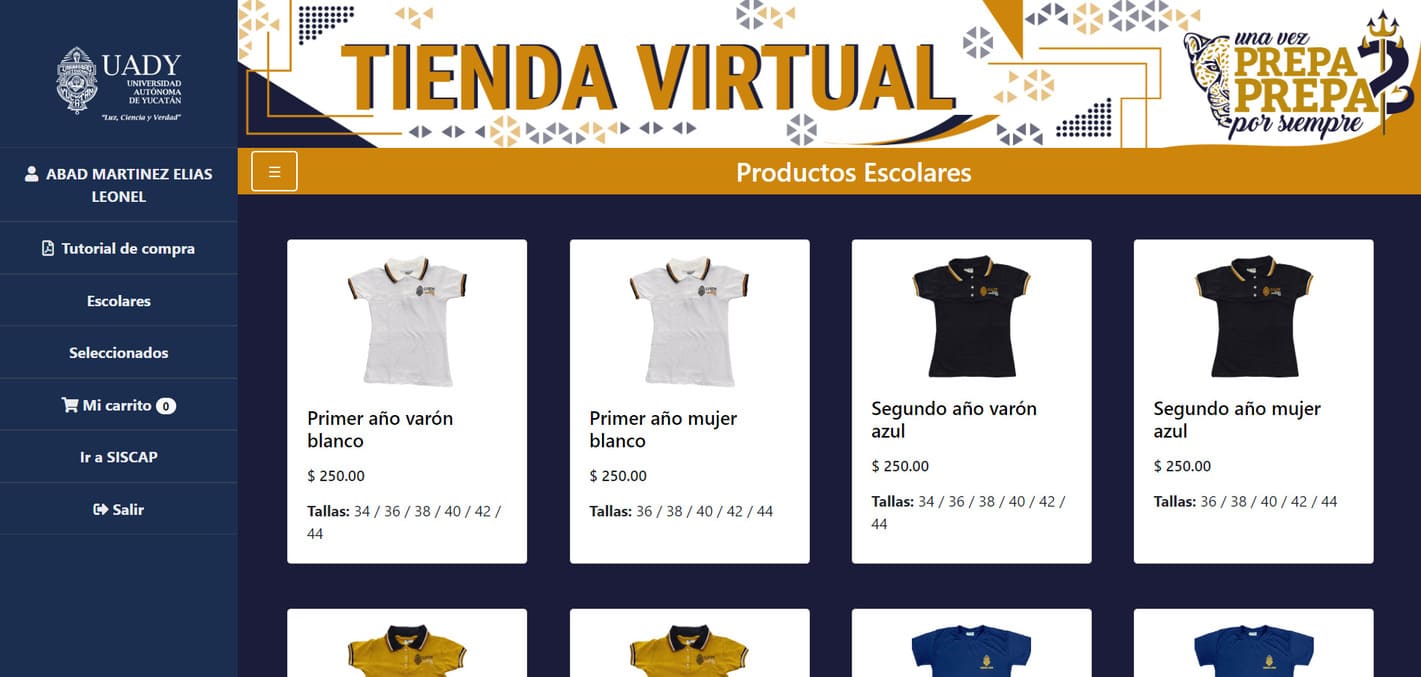 UADY
UNIVERSIDAD
AUTÓNOMA
DE YUCATÁN
"Luz, Ciencia y Verdad"
ABAD MARTINEZ ELIAS
LEONEL
Tutorial de compra
Escolares
Seleccionados
Mi carrito 0
Ir a SISCAP
Salir
TIENDA VIRTUAL
una vez
PREPA 2
PREPA
por siempre
Productos Escolares
Primer año varón
blanco
$ 250.00
Tallas: 34 / 36 / 38 / 40 / 42 /
44
Primer año mujer
blanco
$ 250.00
Tallas: 36 / 38 / 40 / 42 / 44
Segundo año varón
azul
$ 250.00
Tallas: 34 / 36 / 38 / 40 / 42 /
44
Segundo año mujer
azul
$ 250.00
Tallas: 36 / 38 / 40 / 42 / 44